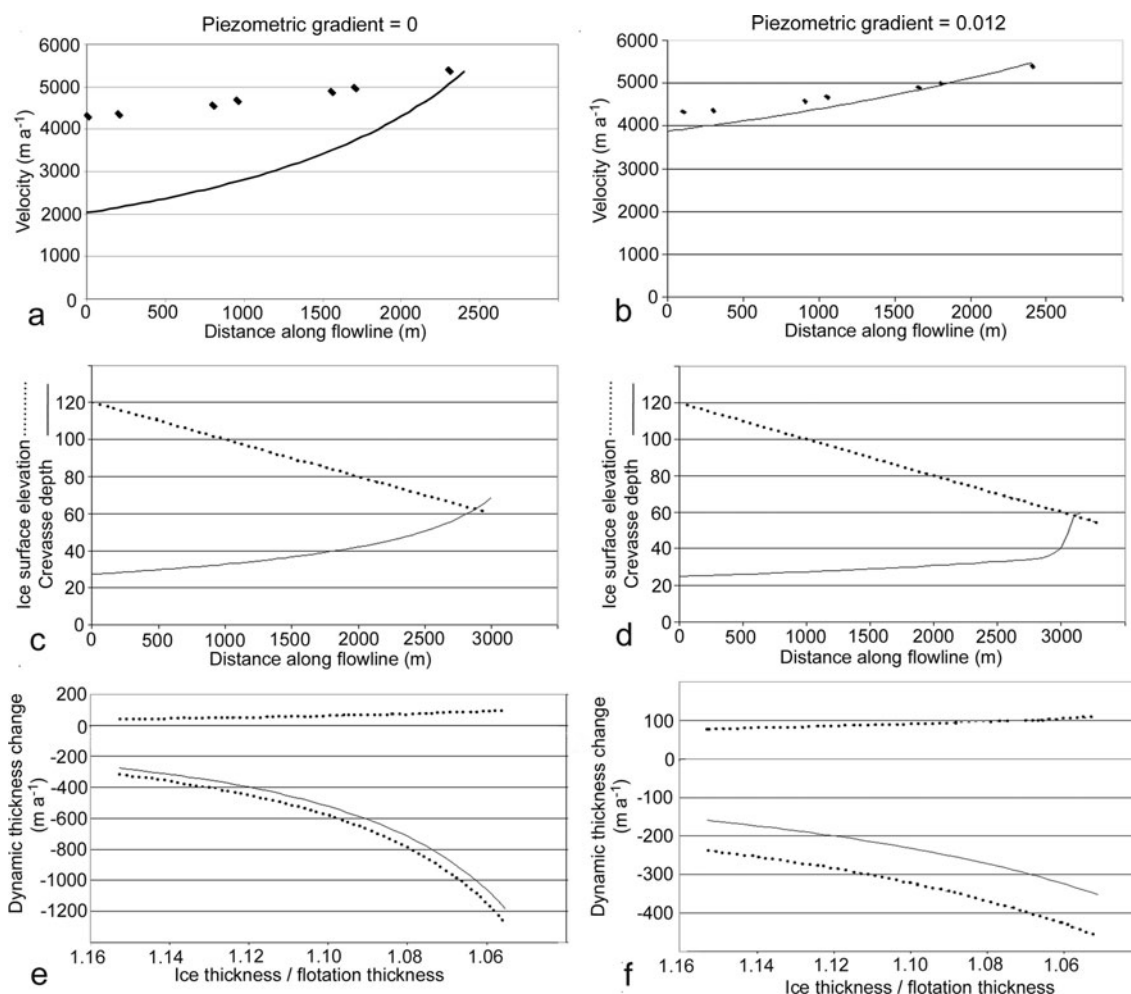 Piezometric gradient = 0
6000
5000
4000
3000
2000
1000
0
Velocity (m a-1)
0 500 1000 1500 2000 2500
Distance along flowline (m)
a
Piezometric gradient = 0.012
6000
5000
4000
3000
2000
1000
0
Velocity (m a-1)
0 500 1000 1500 2000 2500
Distance along flowline (m)
b
Ice surface elevation
Crevasse depth
120
100
80
60
40
20
0
0 500 1000 1500 2000 2500 3000
Distance along flowline (m)
c
Ice surface elevation
Crevasse depth
120
100
80
60
40
20
0
0 500 1000 1500 2000 2500 3000
Distance along flowline (m)
d
Dynamic thickness change
(m a-1)
200
0
-200
-400
-600
-800
-1000
-1200
1.16 1.14 1.12 1.10 1.08 1.06
Ice thickness / flotation thickness
e
Dynamic thickness change
(m a-1)
100
0
-100
-200
-300
-400
1.16 1.14 1.12 1.10 1.08 1.06
Ice thickness / flotation thickness
f